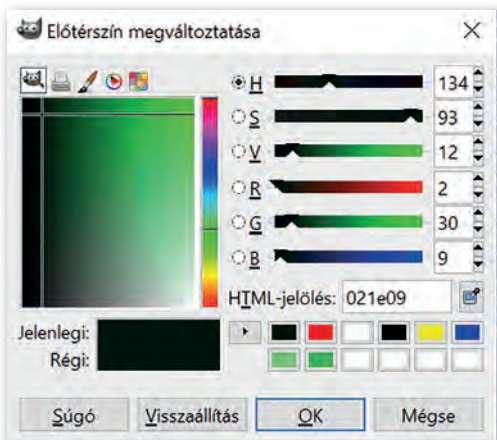 Előtérszín megváltoztatása
H 134
S 93
V 12
R 2
G 30
B 9
HTML-jelölés: 021e09
Jelenlegi:
Régi:
Súgó Visszaállítás OK Mégse